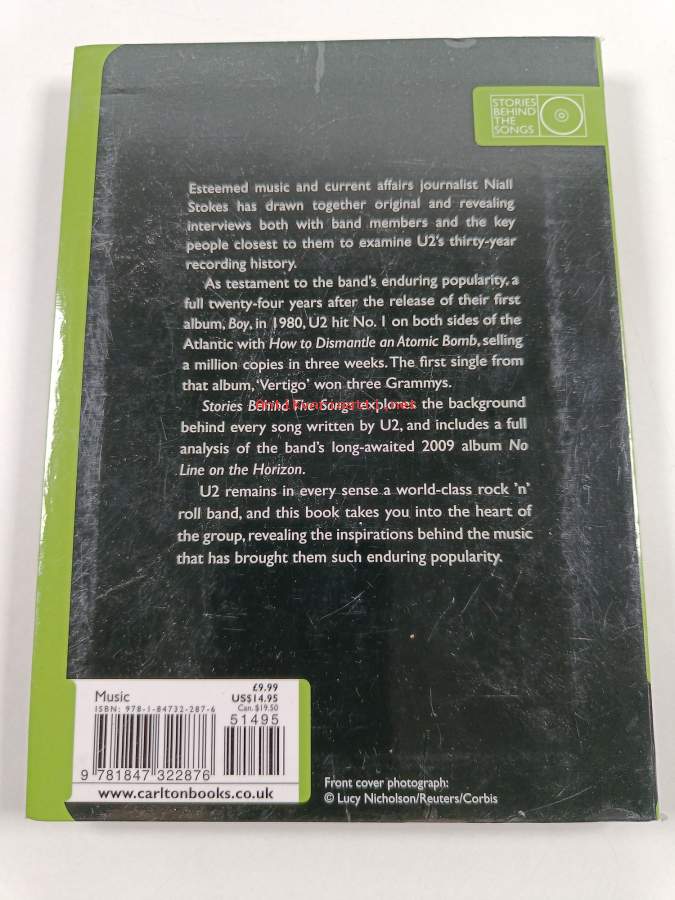 STORIES
BEHIND
THE
SONGS
Esteemed music and current affairs journalist Niall
Stokes has drawn together original and revealing
interviews both with band members and the key
people closest to them to examine U2's thirty-year
recording history.
As testament to the band's enduring popularity, a
full twenty-four years after the release of their first
album, Boy, in 1980, U2 hit No. 1 on both sides of the
Atlantic with How to Dismantle an Atomic Bomb, selling
a million copies in three weeks. The first single from
that album, 'Vertigo' won three Grammys.
Stories Behind The Songs explores the background
behind every song written by U2, and includes a full
analysis of the band's long-awaited 2009 album No
Line on the Horizon.
U2 remains in every sense a world-class rock 'n'
roll band, and this book takes you into the heart of
the group, revealing the inspirations behind the music
that has brought them such enduring popularity.
Music
£9.99
US$14.95
Can. $19.50
ISBN: 978-1-84732-287-6
51495
9 781847 322876
www.carltonbooks.co.uk
Front cover photograph:
© Lucy Nicholson/Reuters/Corbis